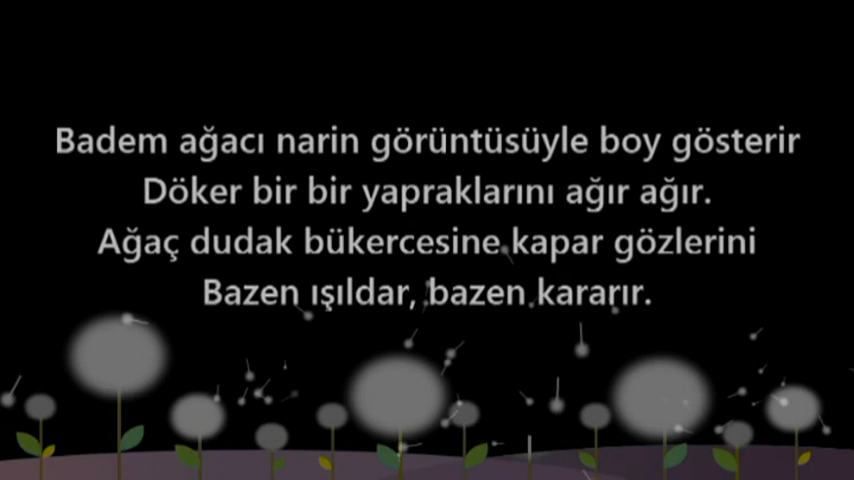 Badem ağacı narin görüntüsüyle boy gösterir
Döker bir bir yapraklarını ağır ağır.
Ağaç dudak bükercesine kapar gözlerini
Bazen ışıldar, bazen kararır.